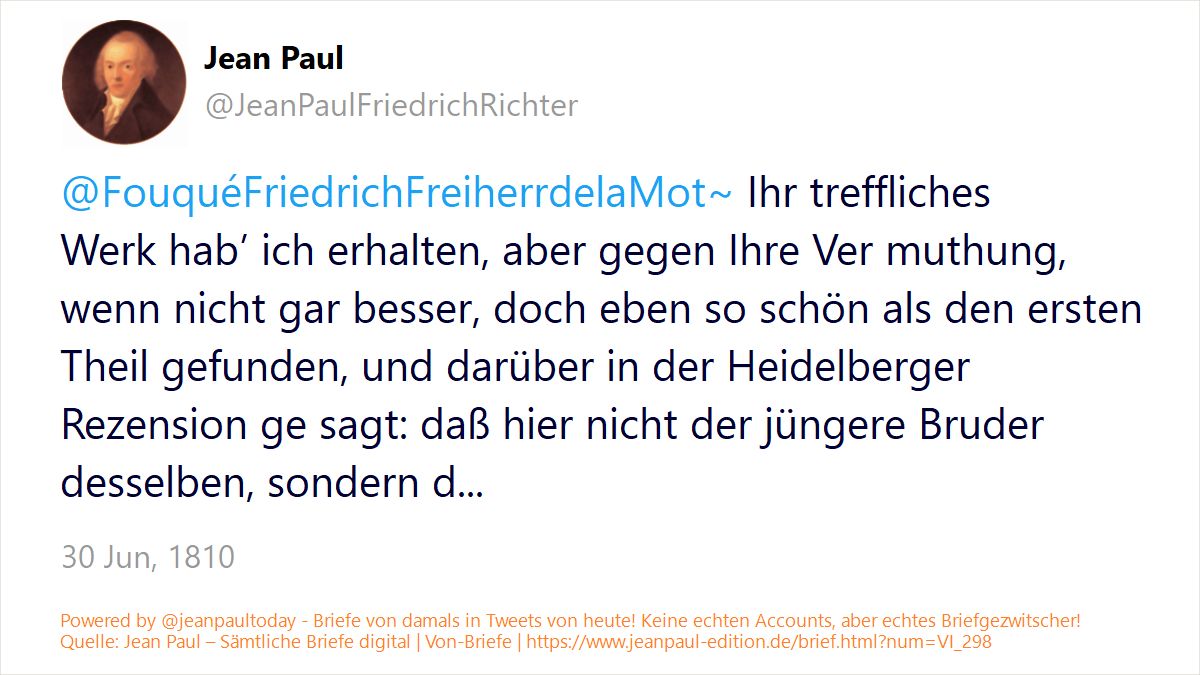 Jean Paul
@JeanPaulFriedrichRichter
@FouquéFriedrichFreiherrdelaMot~ Ihr treffliches
Werk hab’ ich erhalten, aber gegen Ihre Ver muthung,
wenn nicht gar besser, doch eben so schön als den ersten
Theil gefunden, und darüber in der Heidelberger
Rezension ge sagt: daß hier nicht der jüngere Bruder
desselben, sondern d...
30 Jun, 1810
Powered by @jeanpaultoday - Briefe von damals in Tweets von heute! Keine echten Accounts, aber echtes Briefgezwitscher!
Quelle: Jean Paul – Sämtliche Briefe digital | Von-Briefe | https://www.jeanpaul-edition.de/brief.html?num=VI_298